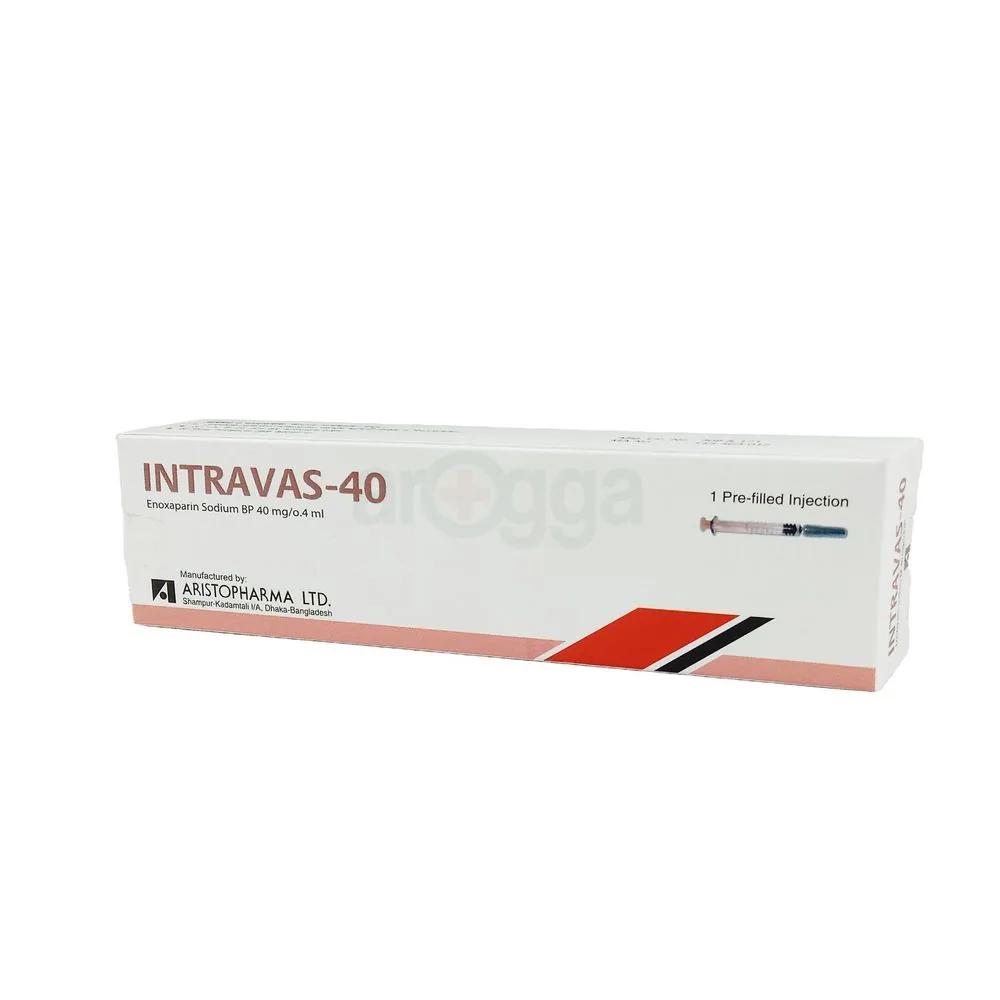 INTRAVAS-40
Enoxaparin Sodium BP 40 mg/0.4 ml
1 Pre-filled Injection
Manufactured by:
ARISTOPHARMA LTD.
Shampur-Kadamtali I/A, Dhaka-Bangladesh
arogga
INTRAVAS-40